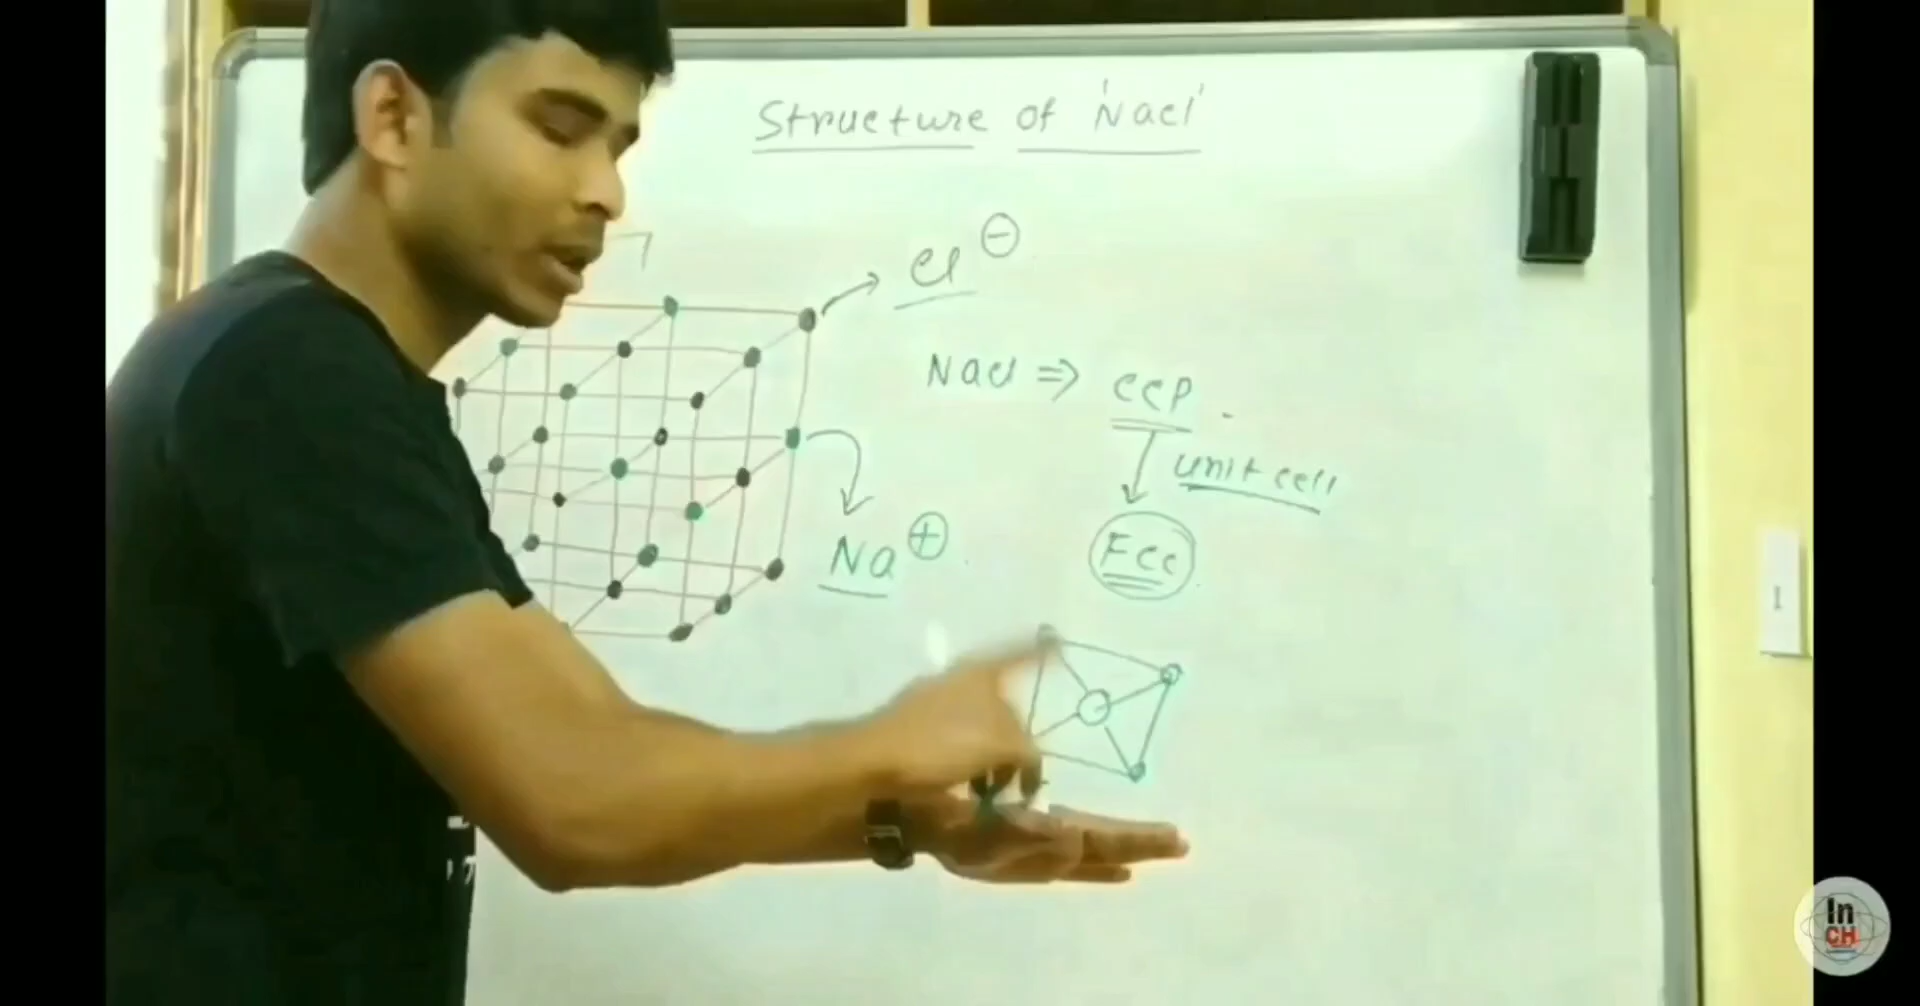 Structure of 'Nacl'
Cl ⊖
NaCl ⇒ CCP
unit cell
Na ⊕
Fcc
In
CH